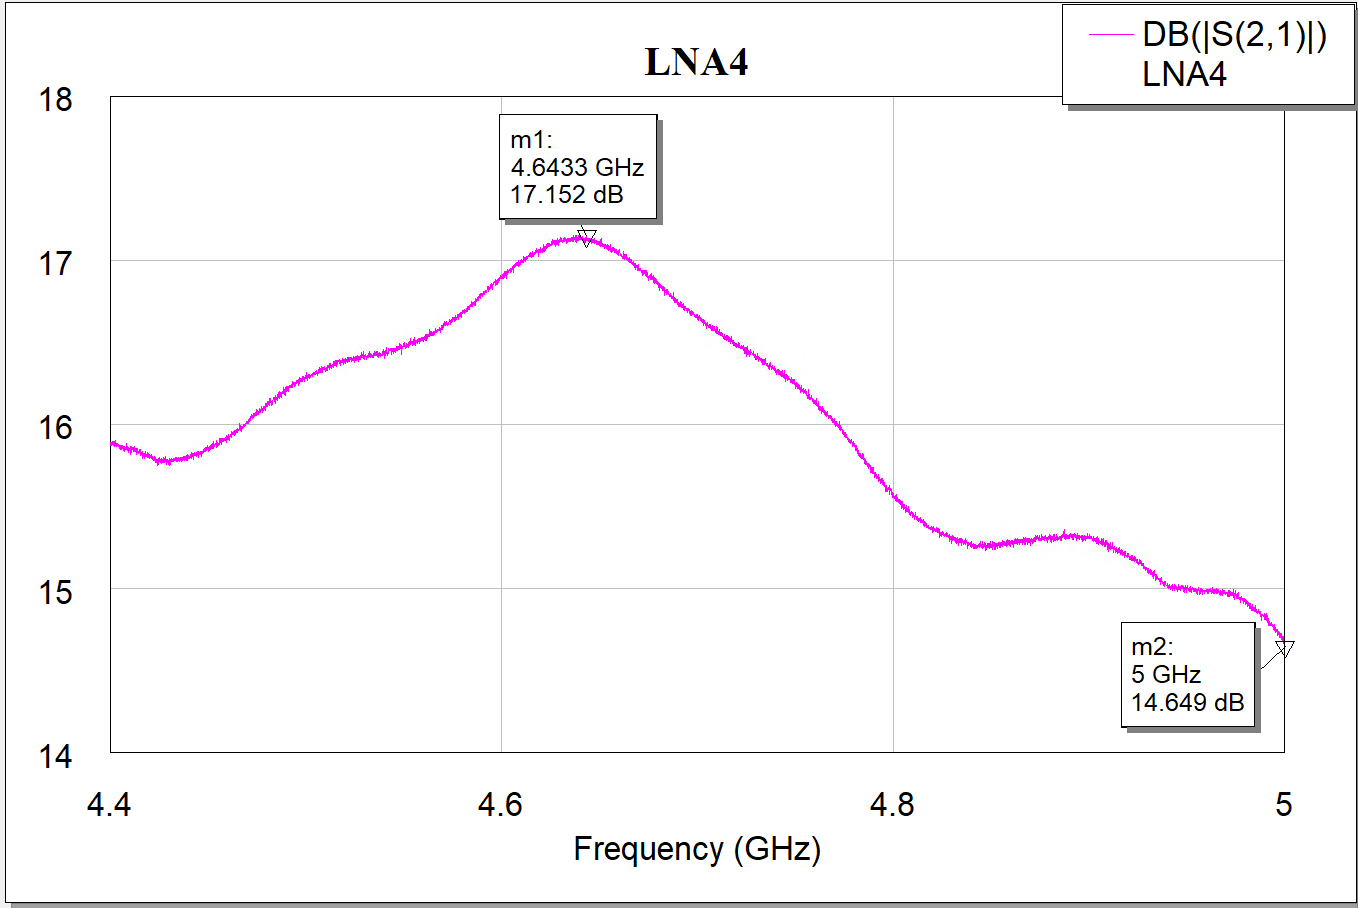 LNA4
DB(|S(2,1)|)
LNA4
18
17
16
15
14
m1:
4.6433 GHz
17.152 dB
m2:
5 GHz
14.649 dB
4.4
4.6
4.8
5
Frequency (GHz)